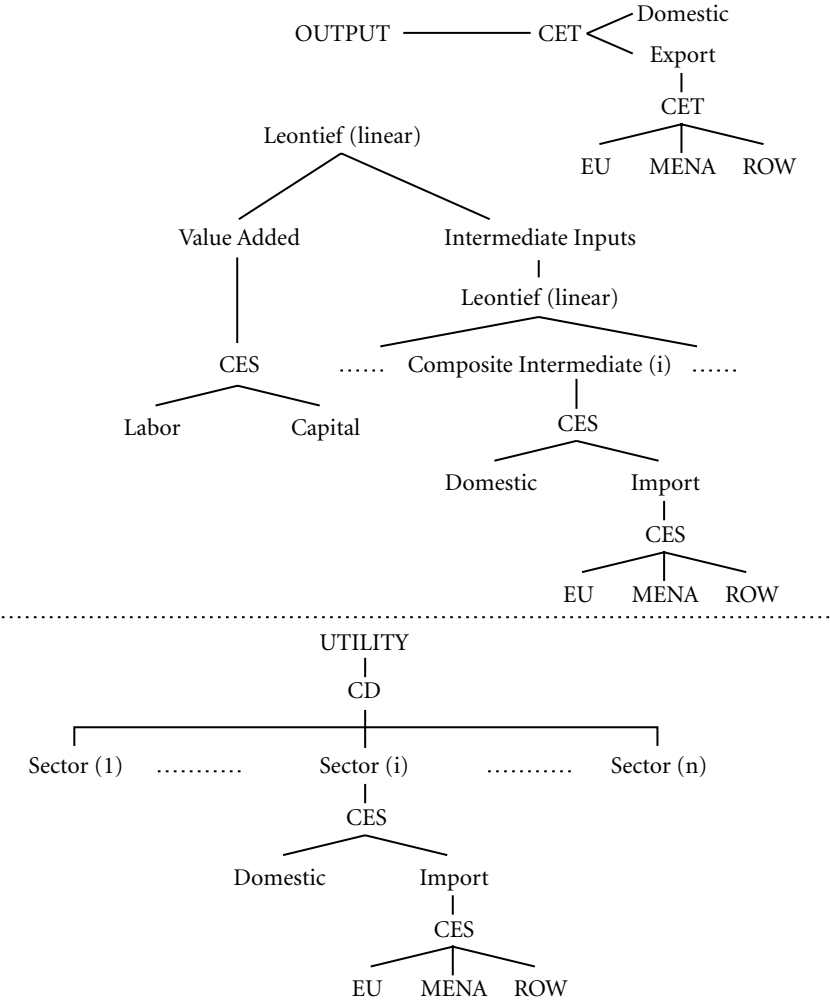 OUTPUT CET Domestic
Export
CET
EU MENA ROW
Leontief (linear)
Value Added Intermediate Inputs
Leontief (linear)
CES ...... Composite Intermediate (i) ......
Labor Capital
CES
Domestic Import
CES
EU MENA ROW
UTILITY
CD
Sector (1) ........... Sector (i) ........... Sector (n)
CES
Domestic Import
CES
EU MENA ROW